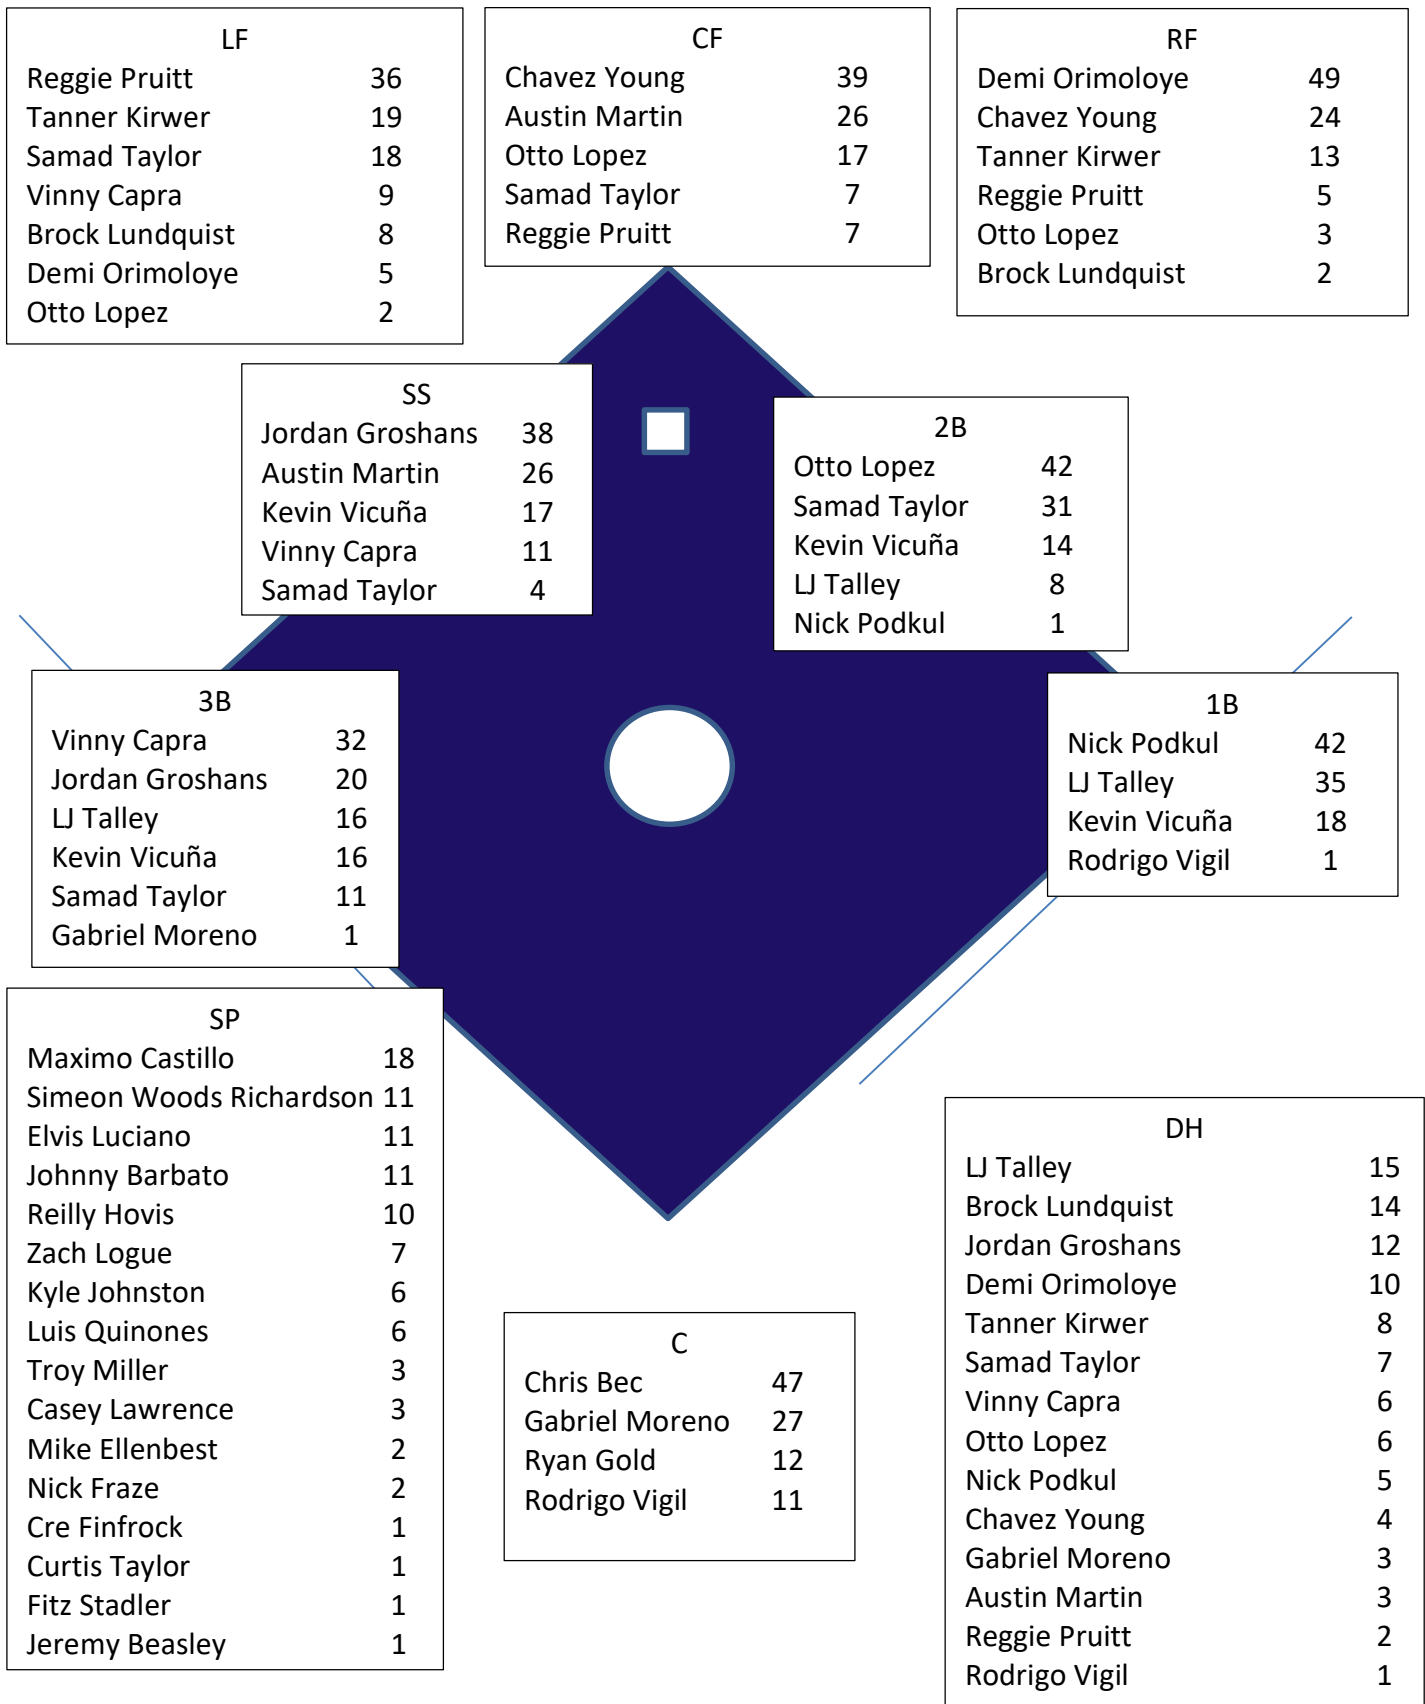 LF
Reggie Pruitt 36
Tanner Kirwer 19
Samad Taylor 18
Vinny Capra 9
Brock Lundquist 8
Demi Orimoloye 5
Otto Lopez 2
CF
Chavez Young 39
Austin Martin 26
Otto Lopez 17
Samad Taylor 7
Reggie Pruitt 7
RF
Demi Orimoloye 49
Chavez Young 24
Tanner Kirwer 13
Reggie Pruitt 5
Otto Lopez 3
Brock Lundquist 2
SS
Jordan Groshans 38
Austin Martin 26
Kevin Vicuña 17
Vinny Capra 11
Samad Taylor 4
2B
Otto Lopez 42
Samad Taylor 31
Kevin Vicuña 14
LJ Talley 8
Nick Podkul 1
3B
Vinny Capra 32
Jordan Groshans 20
LJ Talley 16
Kevin Vicuña 16
Samad Taylor 11
Gabriel Moreno 1
1B
Nick Podkul 42
LJ Talley 35
Kevin Vicuña 18
Rodrigo Vigil 1
SP
Maximo Castillo 18
Simeon Woods Richardson 11
Elvis Luciano 11
Johnny Barbato 11
Reilly Hovis 10
Zach Logue 7
Kyle Johnston 6
Luis Quinones 6
Troy Miller 3
Casey Lawrence 3
Mike Ellenbest 2
Nick Fraze 2
Cre Finfrock 1
Curtis Taylor 1
Fitz Stadler 1
Jeremy Beasley 1
C
Chris Bec 47
Gabriel Moreno 27
Ryan Gold 12
Rodrigo Vigil 11
DH
LJ Talley 15
Brock Lundquist 14
Jordan Groshans 12
Demi Orimoloye 10
Tanner Kirwer 8
Samad Taylor 7
Vinny Capra 6
Otto Lopez 6
Nick Podkul 5
Chavez Young 4
Gabriel Moreno 3
Austin Martin 3
Reggie Pruitt 2
Rodrigo Vigil 1